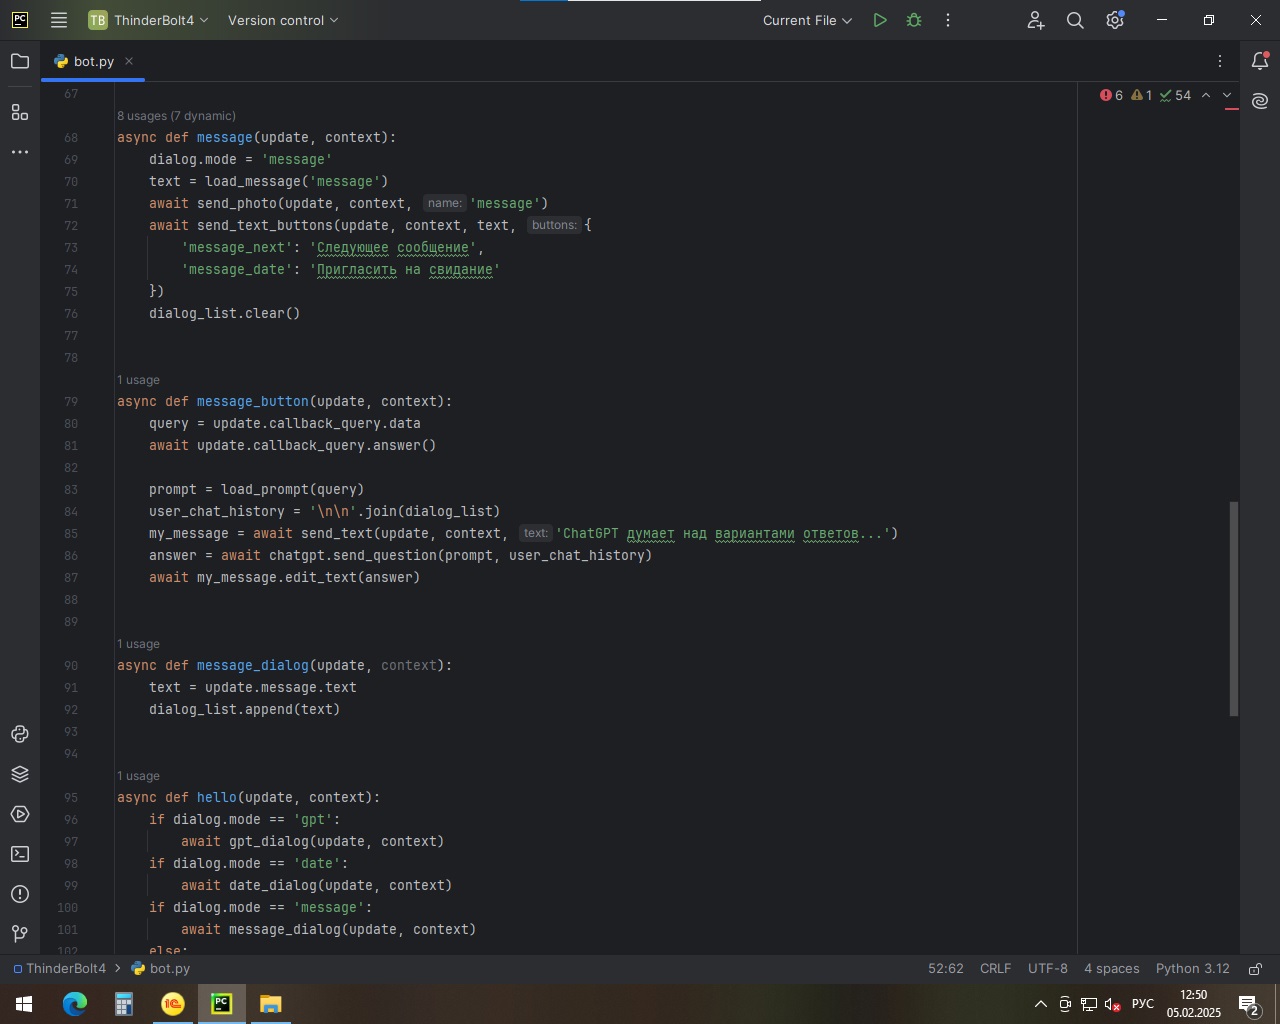 PC
TB ThinderBolt4 Version control Current File
bot.py
6 1 54
67
8 usages (7 dynamic)
68 async def message(update, context):
69 dialog.mode = 'message'
70 text = load_message('message')
71 await send_photo(update, context, name: 'message')
72 await send_text_buttons(update, context, text, buttons: {
73 'message_next': 'Следующее сообщение',
74 'message_date': 'Пригласить на свидание'
75 })
76 dialog_list.clear()
77
78
1 usage
79 async def message_button(update, context):
80 query = update.callback_query.data
81 await update.callback_query.answer()
82
83 prompt = load_prompt(query)
84 user_chat_history = '\n\n'.join(dialog_list)
85 my_message = await send_text(update, context, text: 'ChatGPT думает над вариантами ответов...')
86 answer = await chatgpt.send_question(prompt, user_chat_history)
87 await my_message.edit_text(answer)
88
89
1 usage
90 async def message_dialog(update, context):
91 text = update.message.text
92 dialog_list.append(text)
93
94
1 usage
95 async def hello(update, context):
96 if dialog.mode == 'gpt':
97 await gpt_dialog(update, context)
98 if dialog.mode == 'date':
99 await date_dialog(update, context)
100 if dialog.mode == 'message':
101 await message_dialog(update, context)
102 else:
ThinderBolt4 bot.py 52:62 CRLF UTF-8 4 spaces Python 3.12
1С PC РУС 12:50 2
05.02.2025